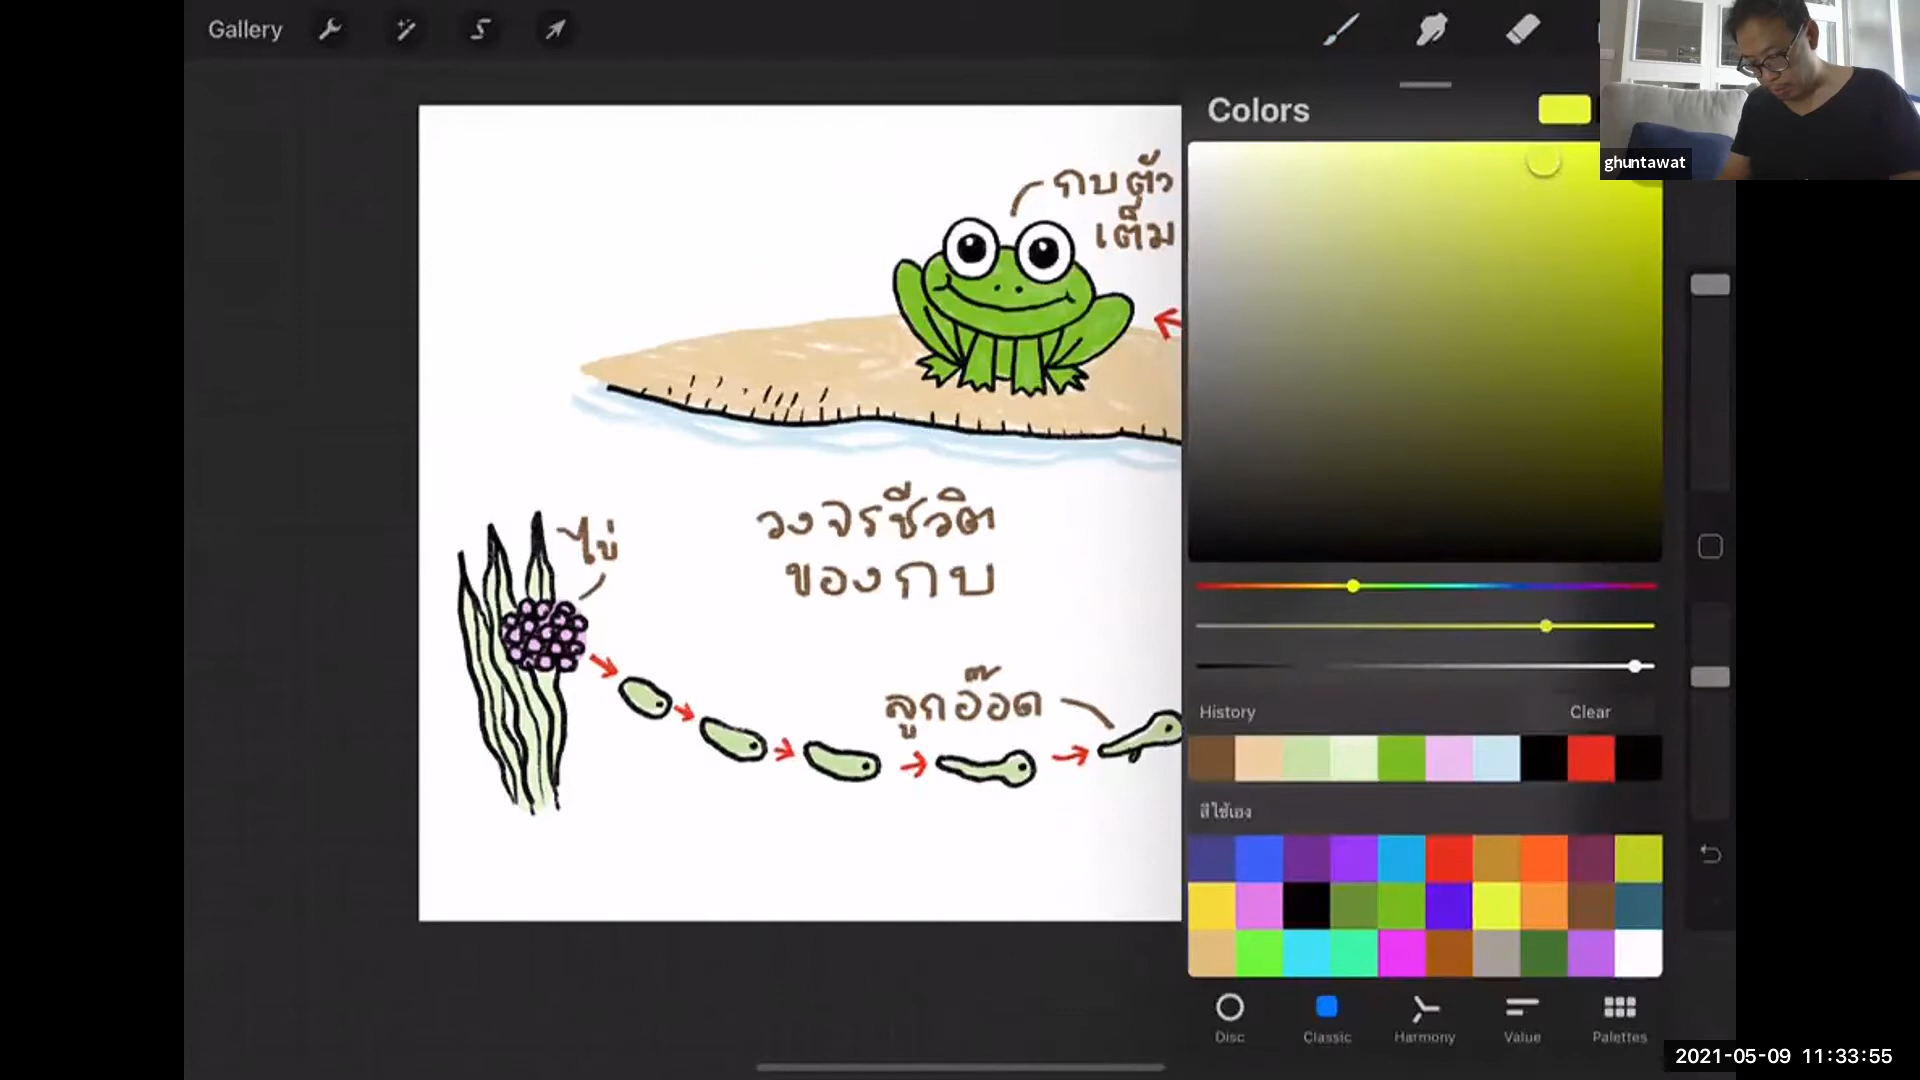 Gallery
Colors
ghuntawat
กบตัว
เต็ม
วงจรชีวิต
ของกบ
ไข่
ลูกอ๊อด
History
Clear
สีใช้เอง
Disc
Classic
Harmony
Value
Palettes
2021-05-09 11:33:55